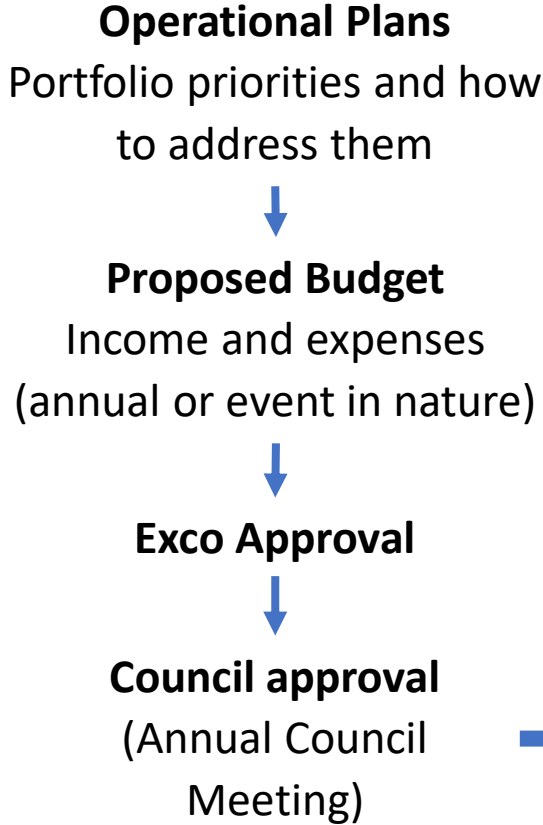 Operational Plans
Portfolio priorities and how
to address them
Proposed Budget
Income and expenses
(annual or event in nature)
Exco Approval
Council approval
(Annual Council
Meeting)